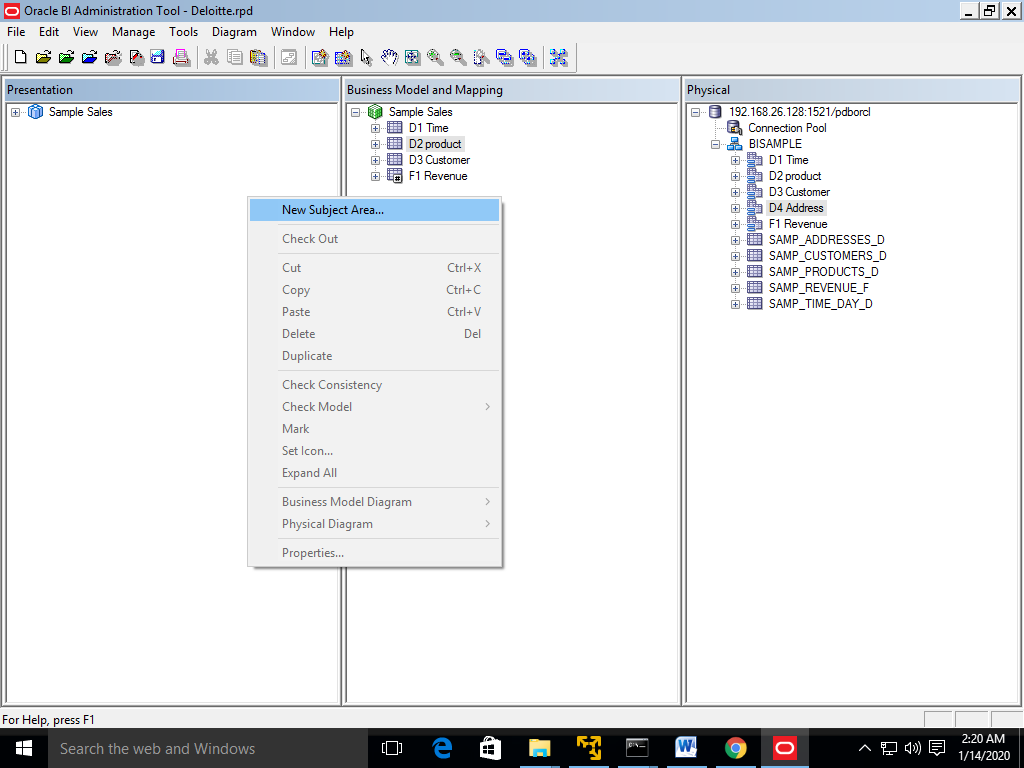 Oracle BI Administration Tool - Deloitte.rpd
File Edit View Manage Tools Diagram Window Help
Presentation
Sample Sales
Business Model and Mapping
Sample Sales
D1 Time
D2 product
D3 Customer
F1 Revenue
Physical
192.168.26.128:1521/pdborcl
Connection Pool
BISAMPLE
D1 Time
D2 product
D3 Customer
D4 Address
F1 Revenue
SAMP_ADDRESSES_D
SAMP_CUSTOMERS_D
SAMP_PRODUCTS_D
SAMP_REVENUE_F
SAMP_TIME_DAY_D
New Subject Area...
Check Out
Cut Ctrl+X
Copy Ctrl+C
Paste Ctrl+V
Delete Del
Duplicate
Check Consistency
Check Model
Mark
Set Icon...
Expand All
Business Model Diagram
Physical Diagram
Properties...
For Help, press F1
Search the web and Windows
2:20 AM
1/14/2020